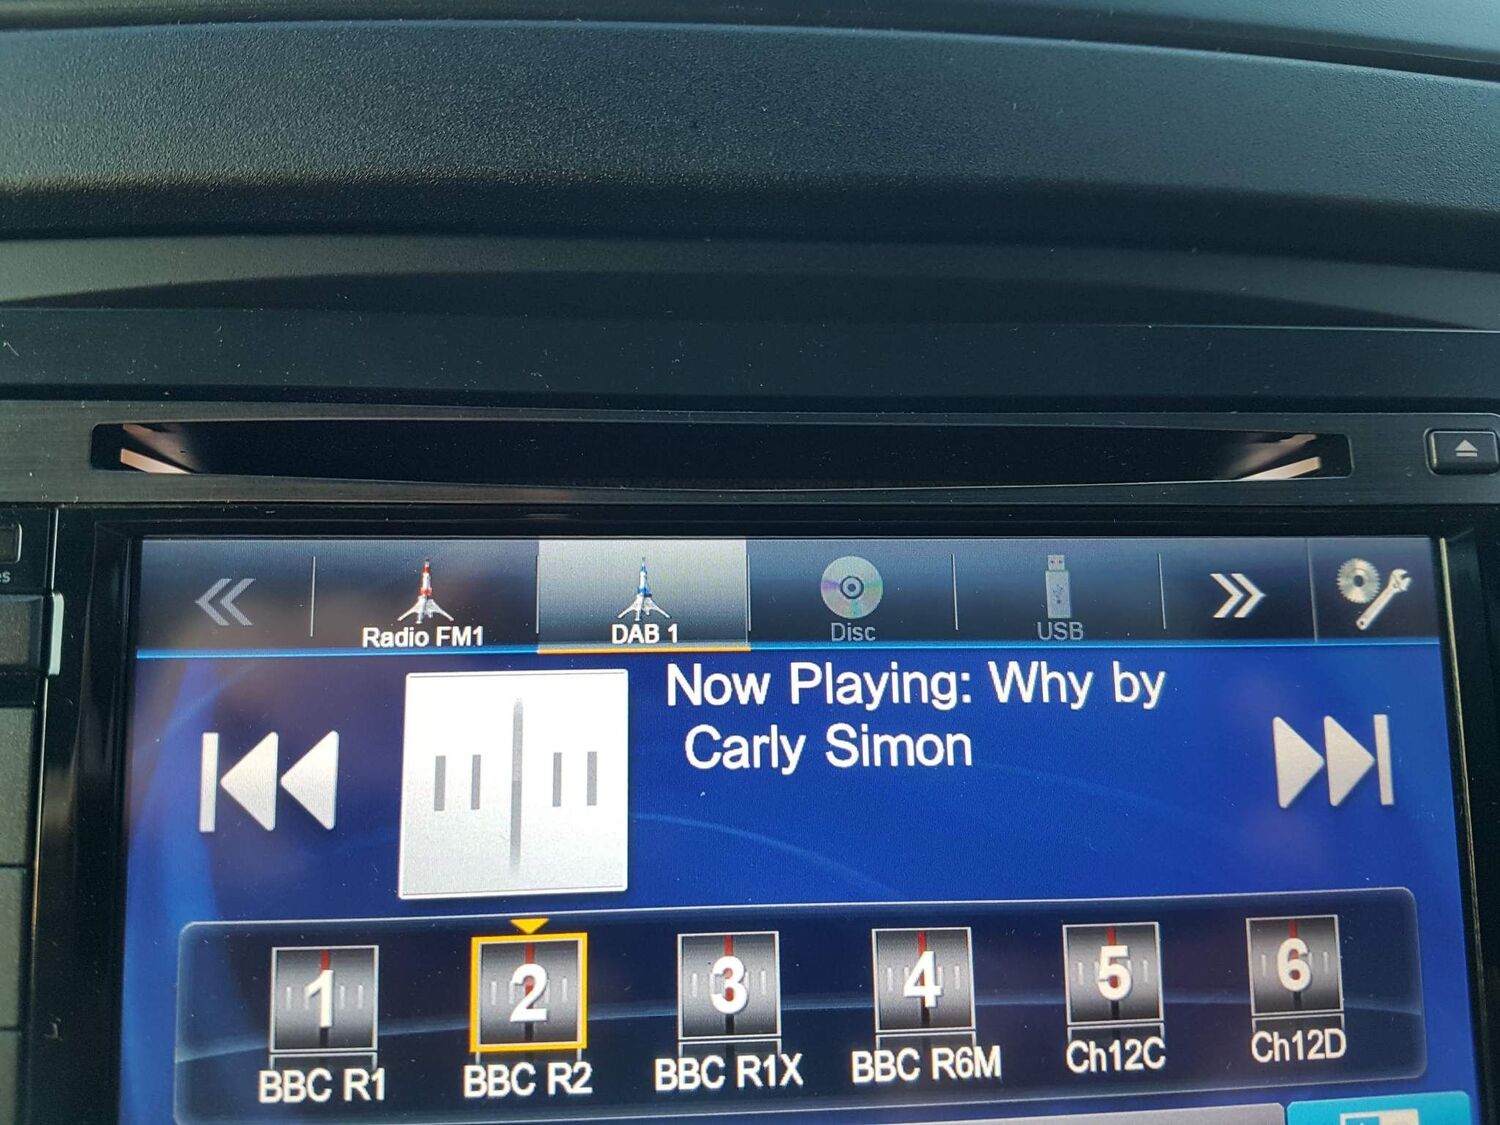 es
Radio FM1
DAB 1
Disc
USB
Now Playing: Why by
Carly Simon
1
2
3
4
5
6
BBC R1
BBC R2
BBC R1X
BBC R6M
Ch12C
Ch12D